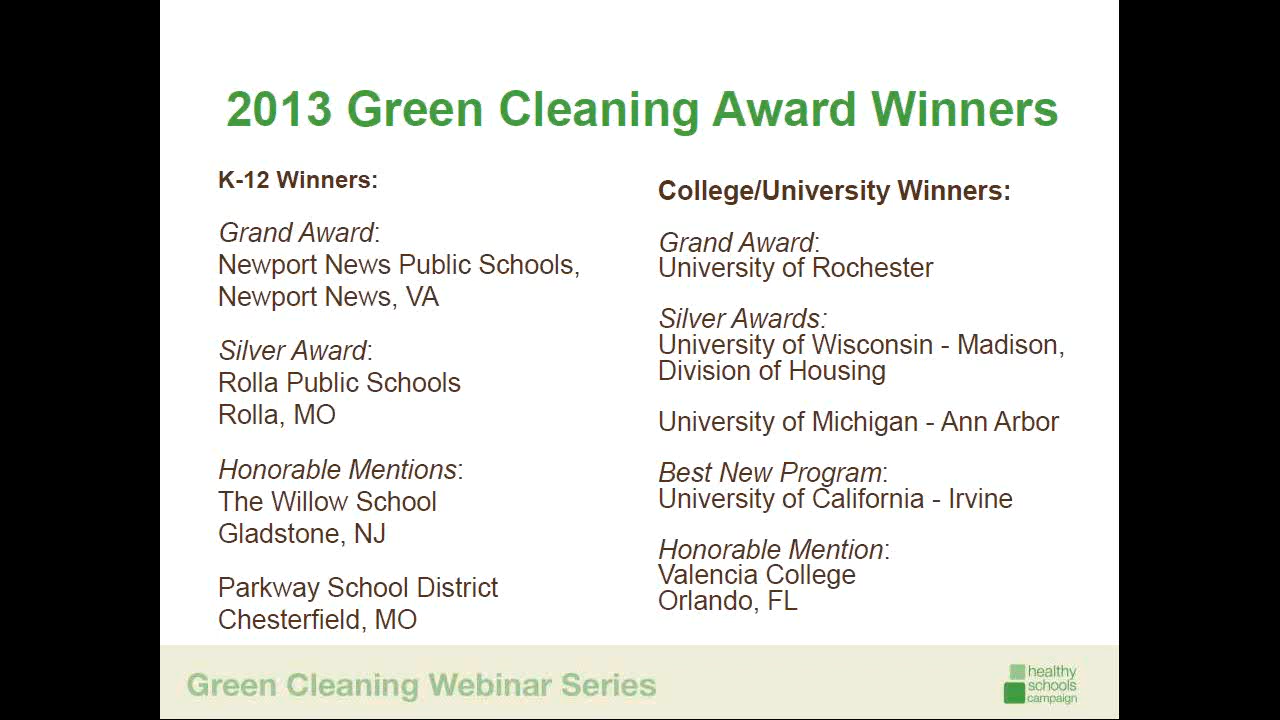 2013 Green Cleaning Award Winners
K-12 Winners:
Grand Award:
Newport News Public Schools,
Newport News, VA
Silver Award:
Rolla Public Schools
Rolla, MO
Honorable Mentions:
The Willow School
Gladstone, NJ
Parkway School District
Chesterfield, MO
College/University Winners:
Grand Award:
University of Rochester
Silver Awards:
University of Wisconsin - Madison,
Division of Housing
University of Michigan - Ann Arbor
Best New Program:
University of California - Irvine
Honorable Mention:
Valencia College
Orlando, FL
Green Cleaning Webinar Series
healthy
schools
campaign